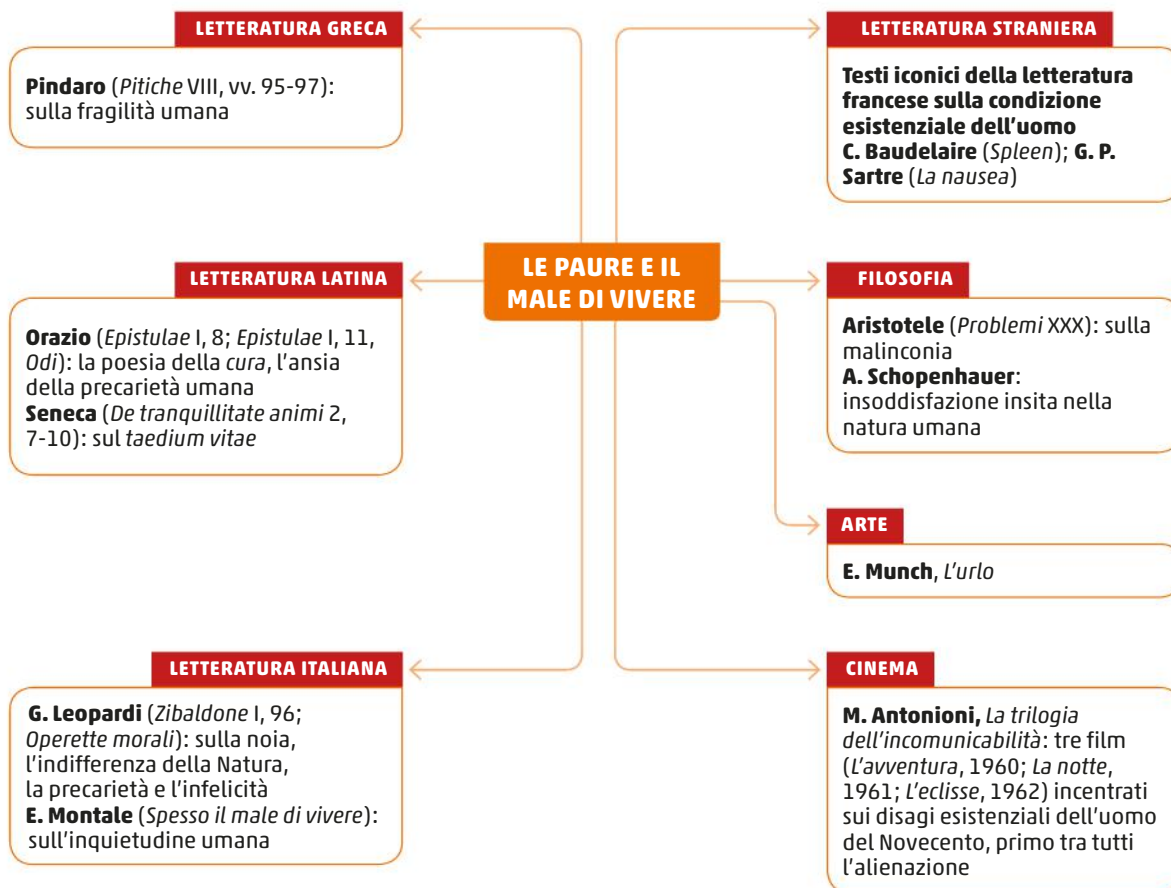 LETTERATURA GRECA
Pindaro (Pitiche VIII, vv. 95-97):
sulla fragilità umana
LETTERATURA STRANIERA
Testi iconici della letteratura
francese sulla condizione
esistenziale dell'uomo
C. Baudelaire (Spleen); G. P.
Sartre (La nausea)
LE PAURE E IL
MALE DI VIVERE
LETTERATURA LATINA
Orazio (Epistulae I, 8; Epistulae I, 11,
Odi): la poesia della cura, l'ansia
della precarietà umana
Seneca (De tranquillitate animi 2,
7-10): sul taedium vitae
FILOSOFIA
Aristotele (Problemi XXX): sulla
malinconia
A. Schopenhauer:
insoddisfazione insita nella
natura umana
ARTE
E. Munch, L'urlo
LETTERATURA ITALIANA
G. Leopardi (Zibaldone I, 96;
Operette morali): sulla noia,
l'indifferenza della Natura,
la precarietà e l'infelicità
E. Montale (Spesso il male di vivere):
sull'inquietudine umana
CINEMA
M. Antonioni, La trilogia
dell'incomunicabilità: tre film
(L'avventura, 1960; La notte,
1961; L'eclisse, 1962) incentrati
sui disagi esistenziali dell'uomo
del Novecento, primo tra tutti
l'alienazione